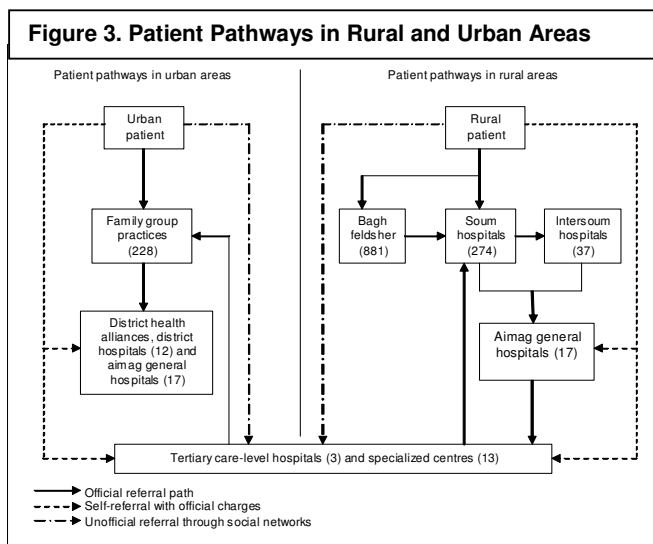 Figure 3. Patient Pathways in Rural and Urban Areas
Patient pathways in urban areas
Patient pathways in rural areas
Urban
patient
Rural
patient
Family group
practices
(228)
Bagh
feldsher
(881)
Soum
hospitals
(274)
Intersoum
hospitals
(37)
District health
alliances, district
hospitals (12) and
aimag general
hospitals (17)
Aimag general
hospitals (17)
Tertiary care-level hospitals (3) and specialized centres (13)
Official referral path
Self-referral with official charges
Unofficial referral through social networks